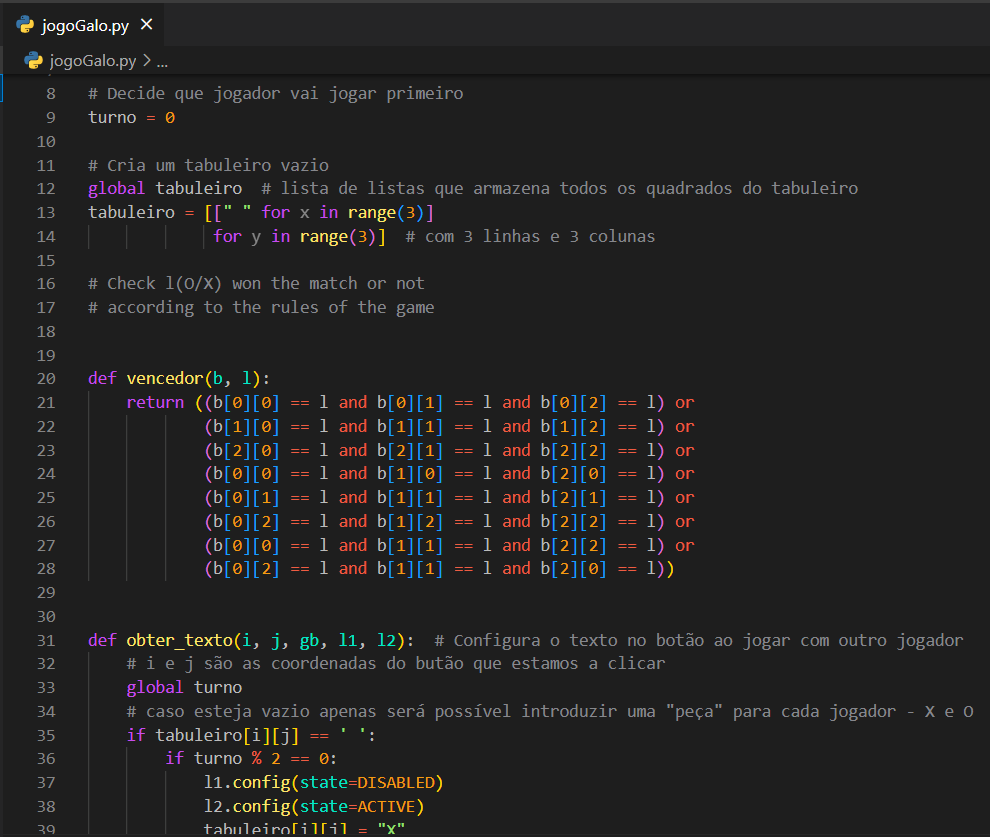 jogoGalo.py ×
jogoGalo.py > ...
8 # Decide que jogador vai jogar primeiro
9 turno = 0
10
11 # Cria um tabuleiro vazio
12 global tabuleiro  # lista de listas que armazena todos os quadrados do tabuleiro
13 tabuleiro = [[" " for x in range(3)]
14              for y in range(3)]  # com 3 linhas e 3 colunas
15
16 # Check l(O/X) won the match or not
17 # according to the rules of the game
18
19
20 def vencedor(b, l):
21     return ((b[0][0] == l and b[0][1] == l and b[0][2] == l) or
22             (b[1][0] == l and b[1][1] == l and b[1][2] == l) or
23             (b[2][0] == l and b[2][1] == l and b[2][2] == l) or
24             (b[0][0] == l and b[1][0] == l and b[2][0] == l) or
25             (b[0][1] == l and b[1][1] == l and b[2][1] == l) or
26             (b[0][2] == l and b[1][2] == l and b[2][2] == l) or
27             (b[0][0] == l and b[1][1] == l and b[2][2] == l) or
28             (b[0][2] == l and b[1][1] == l and b[2][0] == l))
29
30
31 def obter_texto(i, j, gb, l1, l2):  # Configura o texto no botão ao jogar com outro jogador
32     # i e j são as coordenadas do butão que estamos a clicar
33     global turno
34     # caso esteja vazio apenas será possível introduzir uma "peça" para cada jogador - X e O
35     if tabuleiro[i][j] == ' ':
36         if turno % 2 == 0:
37             l1.config(state=DISABLED)
38             l2.config(state=ACTIVE)
39             tabuleiro[i][j] = "X"